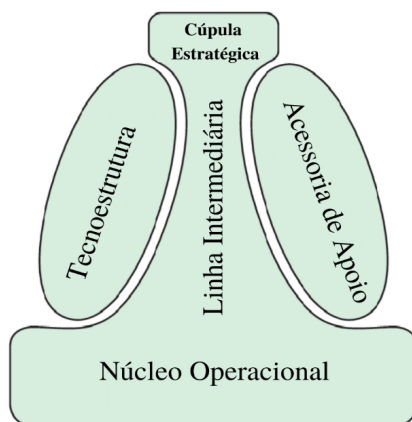 Cúpula
Estratégica
Tecnoestrutura
Linha Intermediária
Acessoria de Apoio
Núcleo Operacional